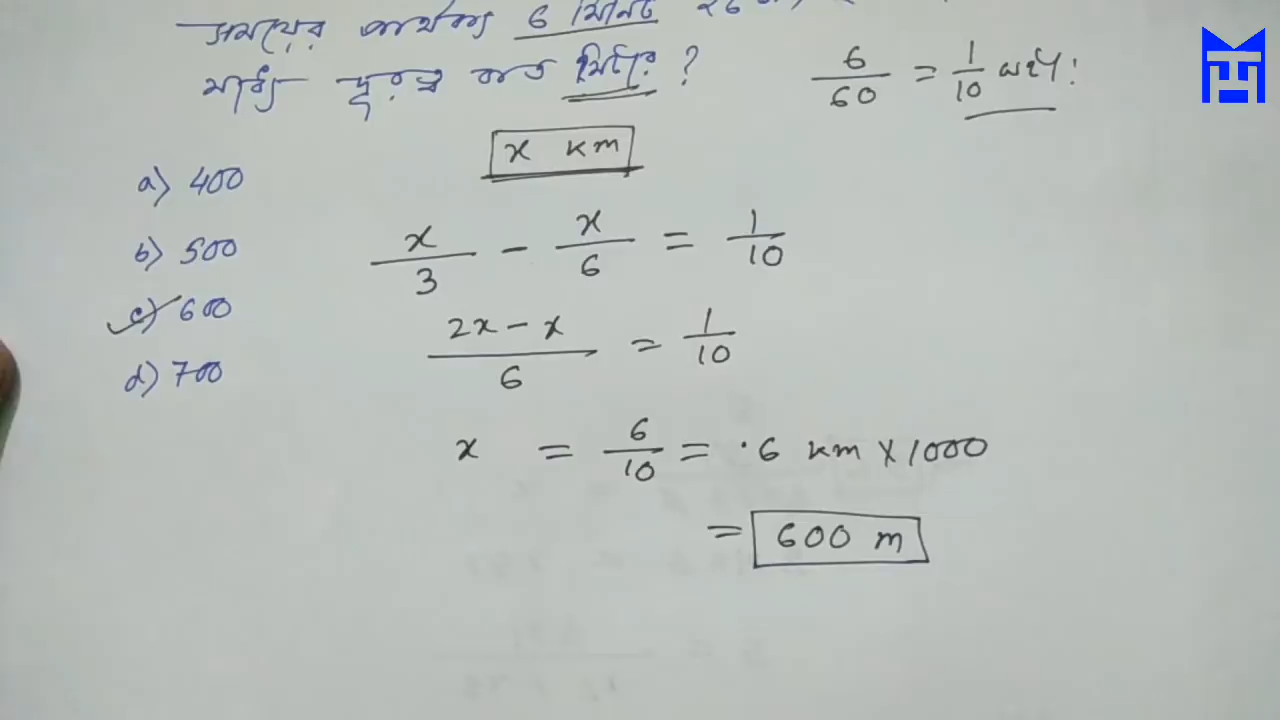 সময়ের পার্থক্য 6 মিনিট
মধ্যে দূরত্ব কত মিটার ?
6/60 = 1/10 ঘণ্টা
x km
a) 400
b) 500
c) 600
d) 700
x/3 - x/6 = 1/10
2x - x/6 = 1/10
x = 6/10 = .6 km × 1000
= 600 m